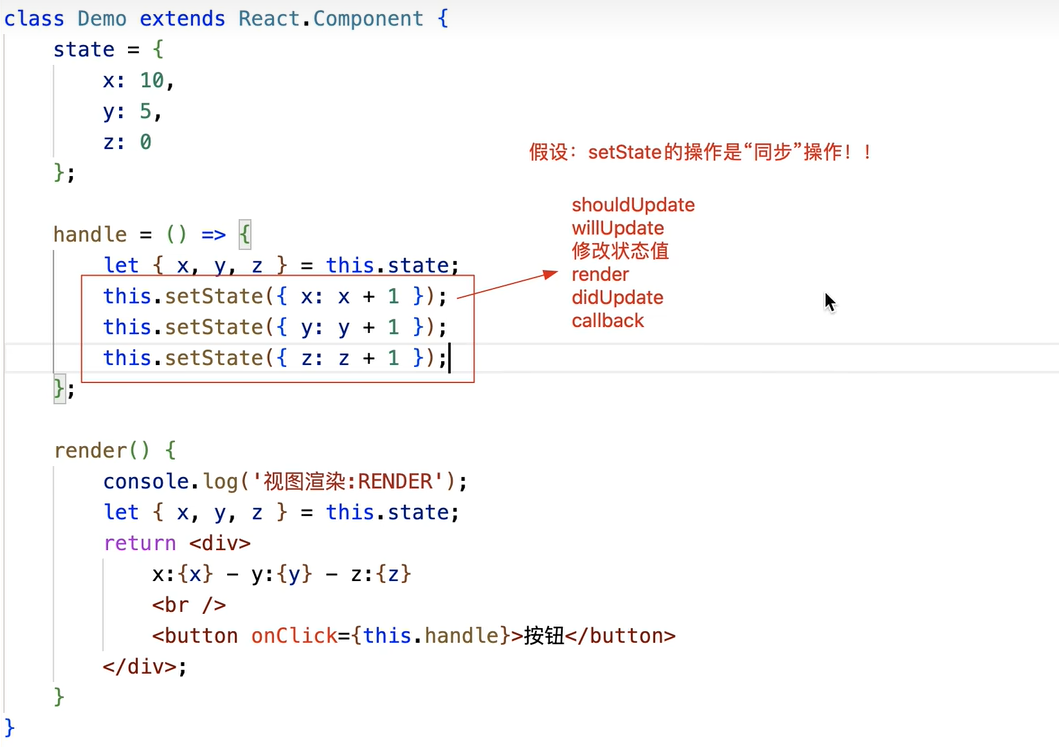 class Demo extends React.Component {
state = {
x: 10,
y: 5,
z: 0
};
假设：setState的操作是“同步”操作！！
shouldUpdate
willUpdate
修改状态值
render
didUpdate
callback
handle = () => {
let { x, y, z } = this.state;
this.setState({ x: x + 1 });
this.setState({ y: y + 1 });
this.setState({ z: z + 1 });
};
render() {
console.log('视图渲染:RENDER');
let { x, y, z } = this.state;
return <div>
x:{x} - y:{y} - z:{z}
<br />
<button onClick={this.handle}>按钮</button>
</div>;
}
}